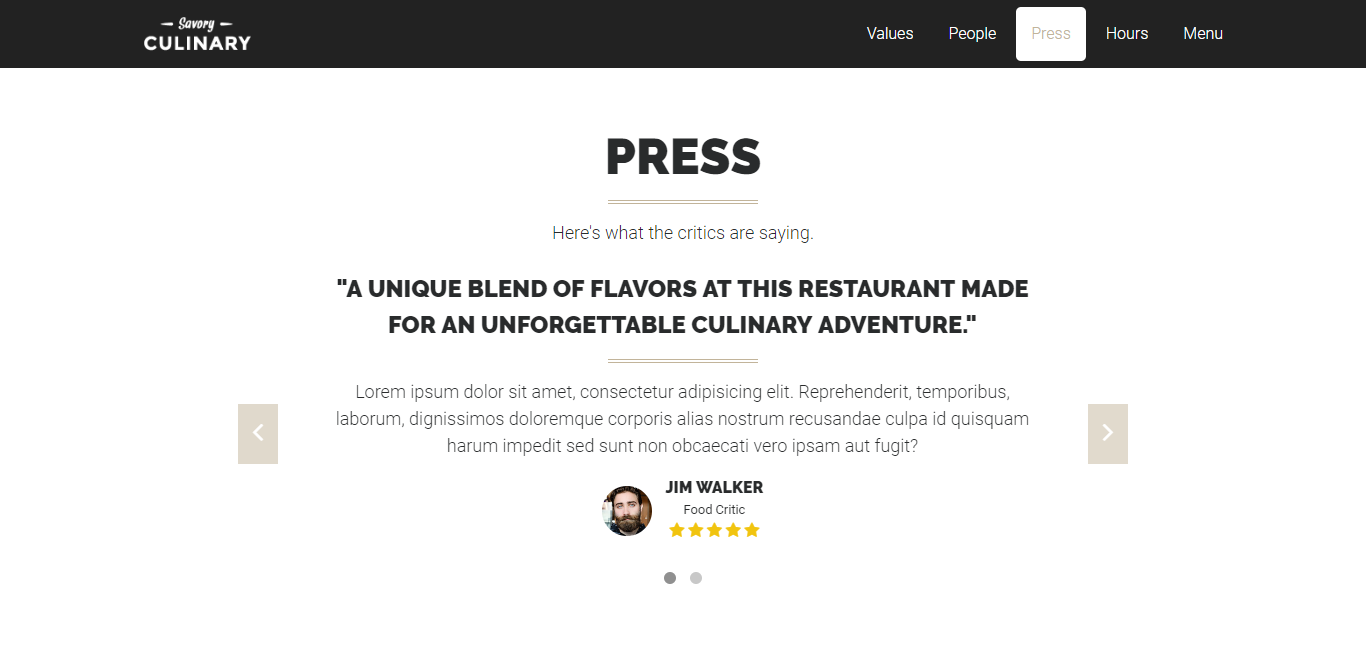 Savory
CULINARY
Values People Press Hours Menu
PRESS
Here's what the critics are saying.
"A UNIQUE BLEND OF FLAVORS AT THIS RESTAURANT MADE
FOR AN UNFORGETTABLE CULINARY ADVENTURE."
Lorem ipsum dolor sit amet, consectetur adipisicing elit. Reprehenderit, temporibus,
laborum, dignissimos doloremque corporis alias nostrum recusandae culpa id quisquam
harum impedit sed sunt non obcaecati vero ipsam aut fugit?
JIM WALKER
Food Critic